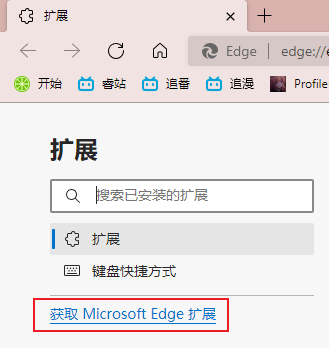 扩展
Edge edge://e
开始 睿站 追番 追漫 Profile
扩展
搜索已安装的扩展
扩展
键盘快捷方式
获取 Microsoft Edge 扩展